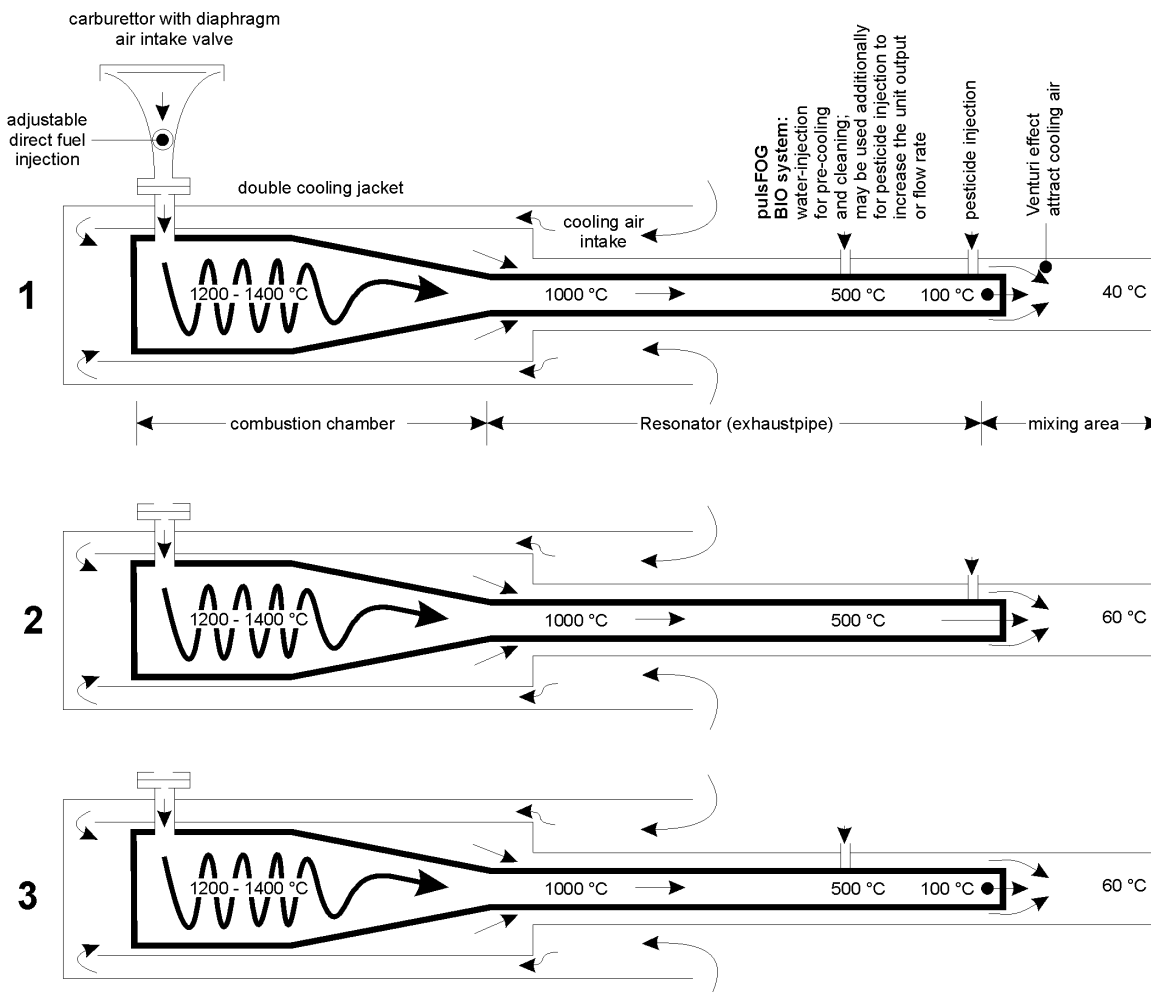 carburettor with diaphragm
air intake valve
adjustable
direct fuel
injection
double cooling jacket
cooling air
intake
pulsFOG
BIO system:
water-injection
for pre-cooling
and cleaning;
may be used additionally
for pesticide injection to
increase the unit output
or flow rate
pesticide injection
Venturi effect
attract cooling air
1
1200 - 1400 °C
1000 °C
500 °C
100 °C
40 °C
combustion chamber
Resonator (exhaustpipe)
mixing area
2
1200 - 1400 °C
1000 °C
500 °C
60 °C
3
1200 - 1400 °C
1000 °C
500 °C
100 °C
60 °C